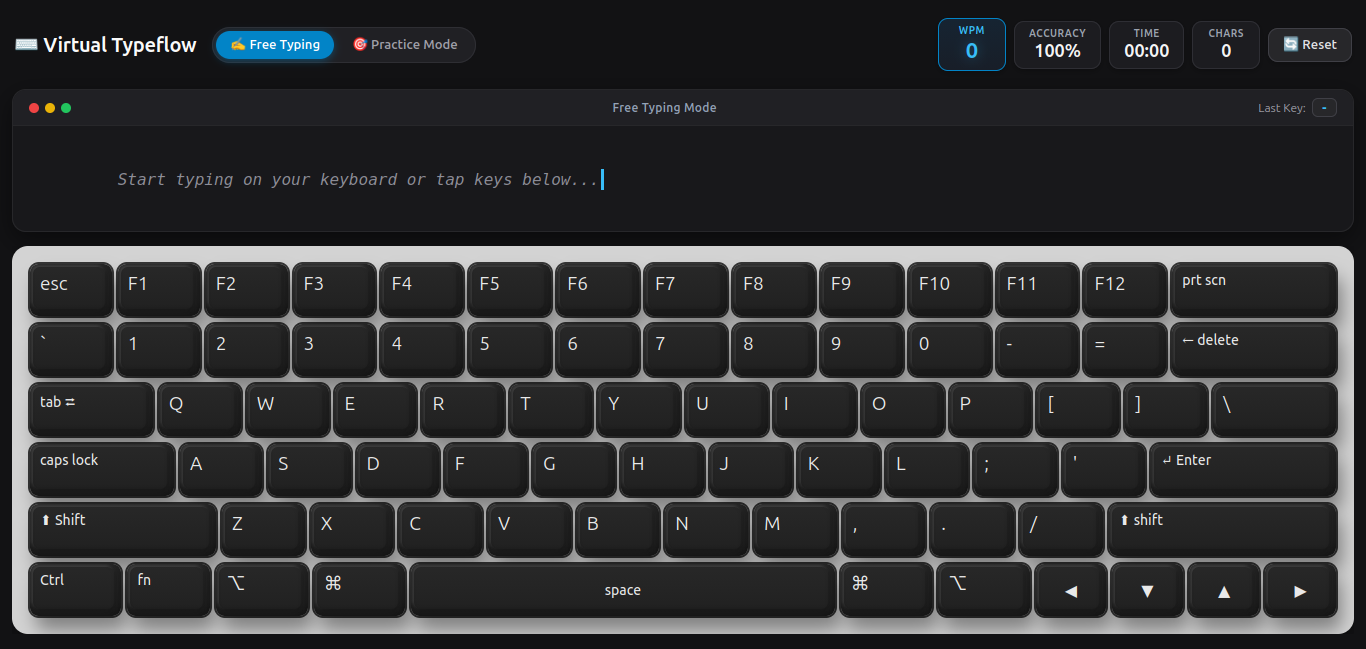 ⌨️ Virtual Typeflow ✍️ Free Typing 🎯 Practice Mode WPM 0 ACCURACY 100% TIME 00:00 CHARS 0 🔄 Reset
Free Typing Mode Last Key: -
Start typing on your keyboard or tap keys below...
esc F1 F2 F3 F4 F5 F6 F7 F8 F9 F10 F11 F12 prt scn
` 1 2 3 4 5 6 7 8 9 0 - = ← delete
tab ⇄ Q W E R T Y U I O P [ ] \
caps lock A S D F G H J K L ; ' ↵ Enter
⬆ Shift Z X C V B N M , . / ⬆ shift
Ctrl fn ⌥ ⌘ space ⌘ ⌥ ◀ ▼ ▲ ▶